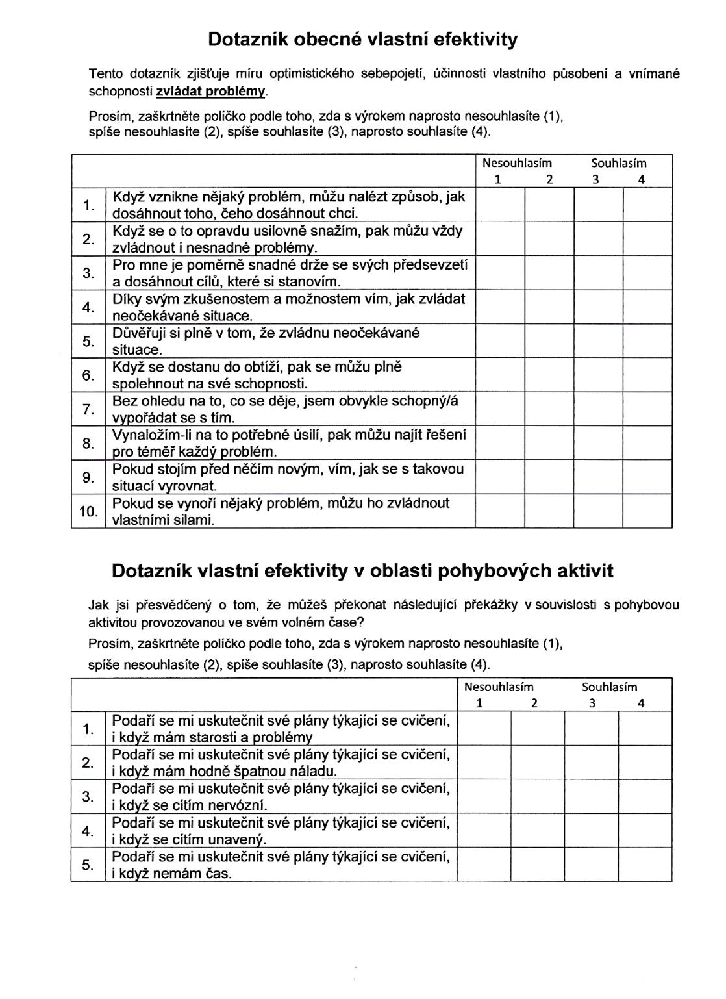 Dotazník obecné vlastní efektivity
Tento dotazník zjišťuje míru optimistického sebepojetí, účinnosti vlastního působení a vnímané
schopnosti zvládat problémy.
Prosím, zaškrtněte políčko podle toho, zda s výrokem naprosto nesouhlasíte (1),
spíše nesouhlasíte (2), spíše souhlasíte (3), naprosto souhlasíte (4).
Nesouhlasím Souhlasím
1 2 3 4
1. Když vznikne nějaký problém, můžu nalézt způsob, jak
dosáhnout toho, čeho dosáhnout chci.
2. Když se o to opravdu usilovně snažím, pak můžu vždy
zvládnout i nesnadné problémy.
3. Pro mne je poměrně snadné drže se svých předsevzetí
a dosáhnout cílů, které si stanovím.
4. Díky svým zkušenostem a možnostem vím, jak zvládat
neočekávané situace.
5. Důvěřuji si plně v tom, že zvládnu neočekávané
situace.
6. Když se dostanu do obtíží, pak se můžu plně
spolehnout na své schopnosti.
7. Bez ohledu na to, co se děje, jsem obvykle schopný/á
vypořádat se s tím.
8. Vynaložím-li na to potřebné úsilí, pak můžu najít řešení
pro téměř každý problém.
9. Pokud stojím před něčím novým, vím, jak se s takovou
situací vyrovnat.
10. Pokud se vynoří nějaký problém, můžu ho zvládnout
vlastními silami.
Dotazník vlastní efektivity v oblasti pohybových aktivit
Jak jsi přesvědčený o tom, že můžeš překonat následující překážky v souvislosti s pohybovou
aktivitou provozovanou ve svém volném čase?
Prosím, zaškrtněte políčko podle toho, zda s výrokem naprosto nesouhlasíte (1),
spíše nesouhlasíte (2), spíše souhlasíte (3), naprosto souhlasíte (4).
Nesouhlasím Souhlasím
1 2 3 4
1. Podaří se mi uskutečnit své plány týkající se cvičení,
i když mám starosti a problémy
2. Podaří se mi uskutečnit své plány týkající se cvičení,
i když mám hodně špatnou náladu.
3. Podaří se mi uskutečnit své plány týkající se cvičení,
i když se cítím nervózní.
4. Podaří se mi uskutečnit své plány týkající se cvičení,
i když se cítím unavený.
5. Podaří se mi uskutečnit své plány týkající se cvičení,
i když nemám čas.